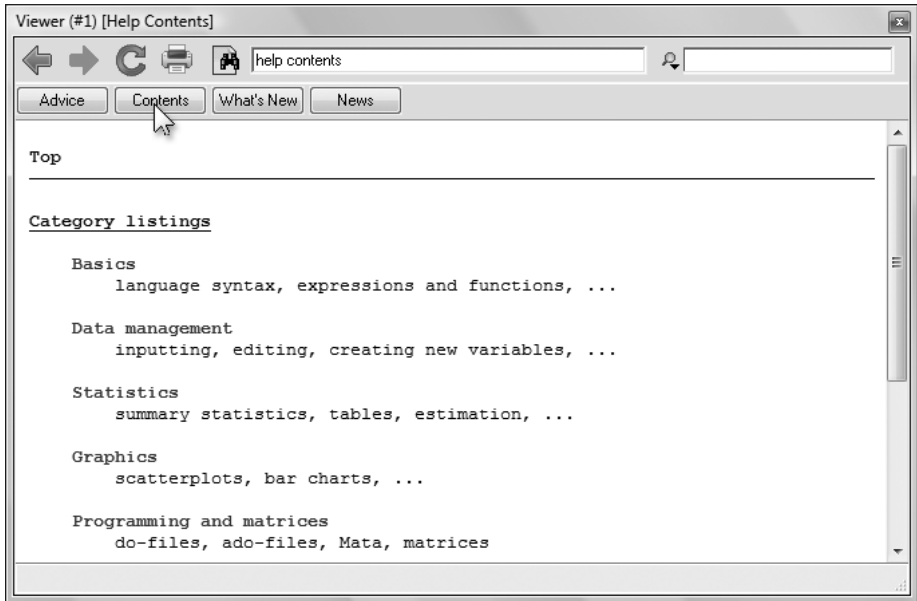 Viewer (#1) [Help Contents]
help contents
Advice Contents What's New News
Top
Category listings
Basics
language syntax, expressions and functions, ...
Data management
inputting, editing, creating new variables, ...
Statistics
summary statistics, tables, estimation, ...
Graphics
scatterplots, bar charts, ...
Programming and matrices
do-files, ado-files, Mata, matrices